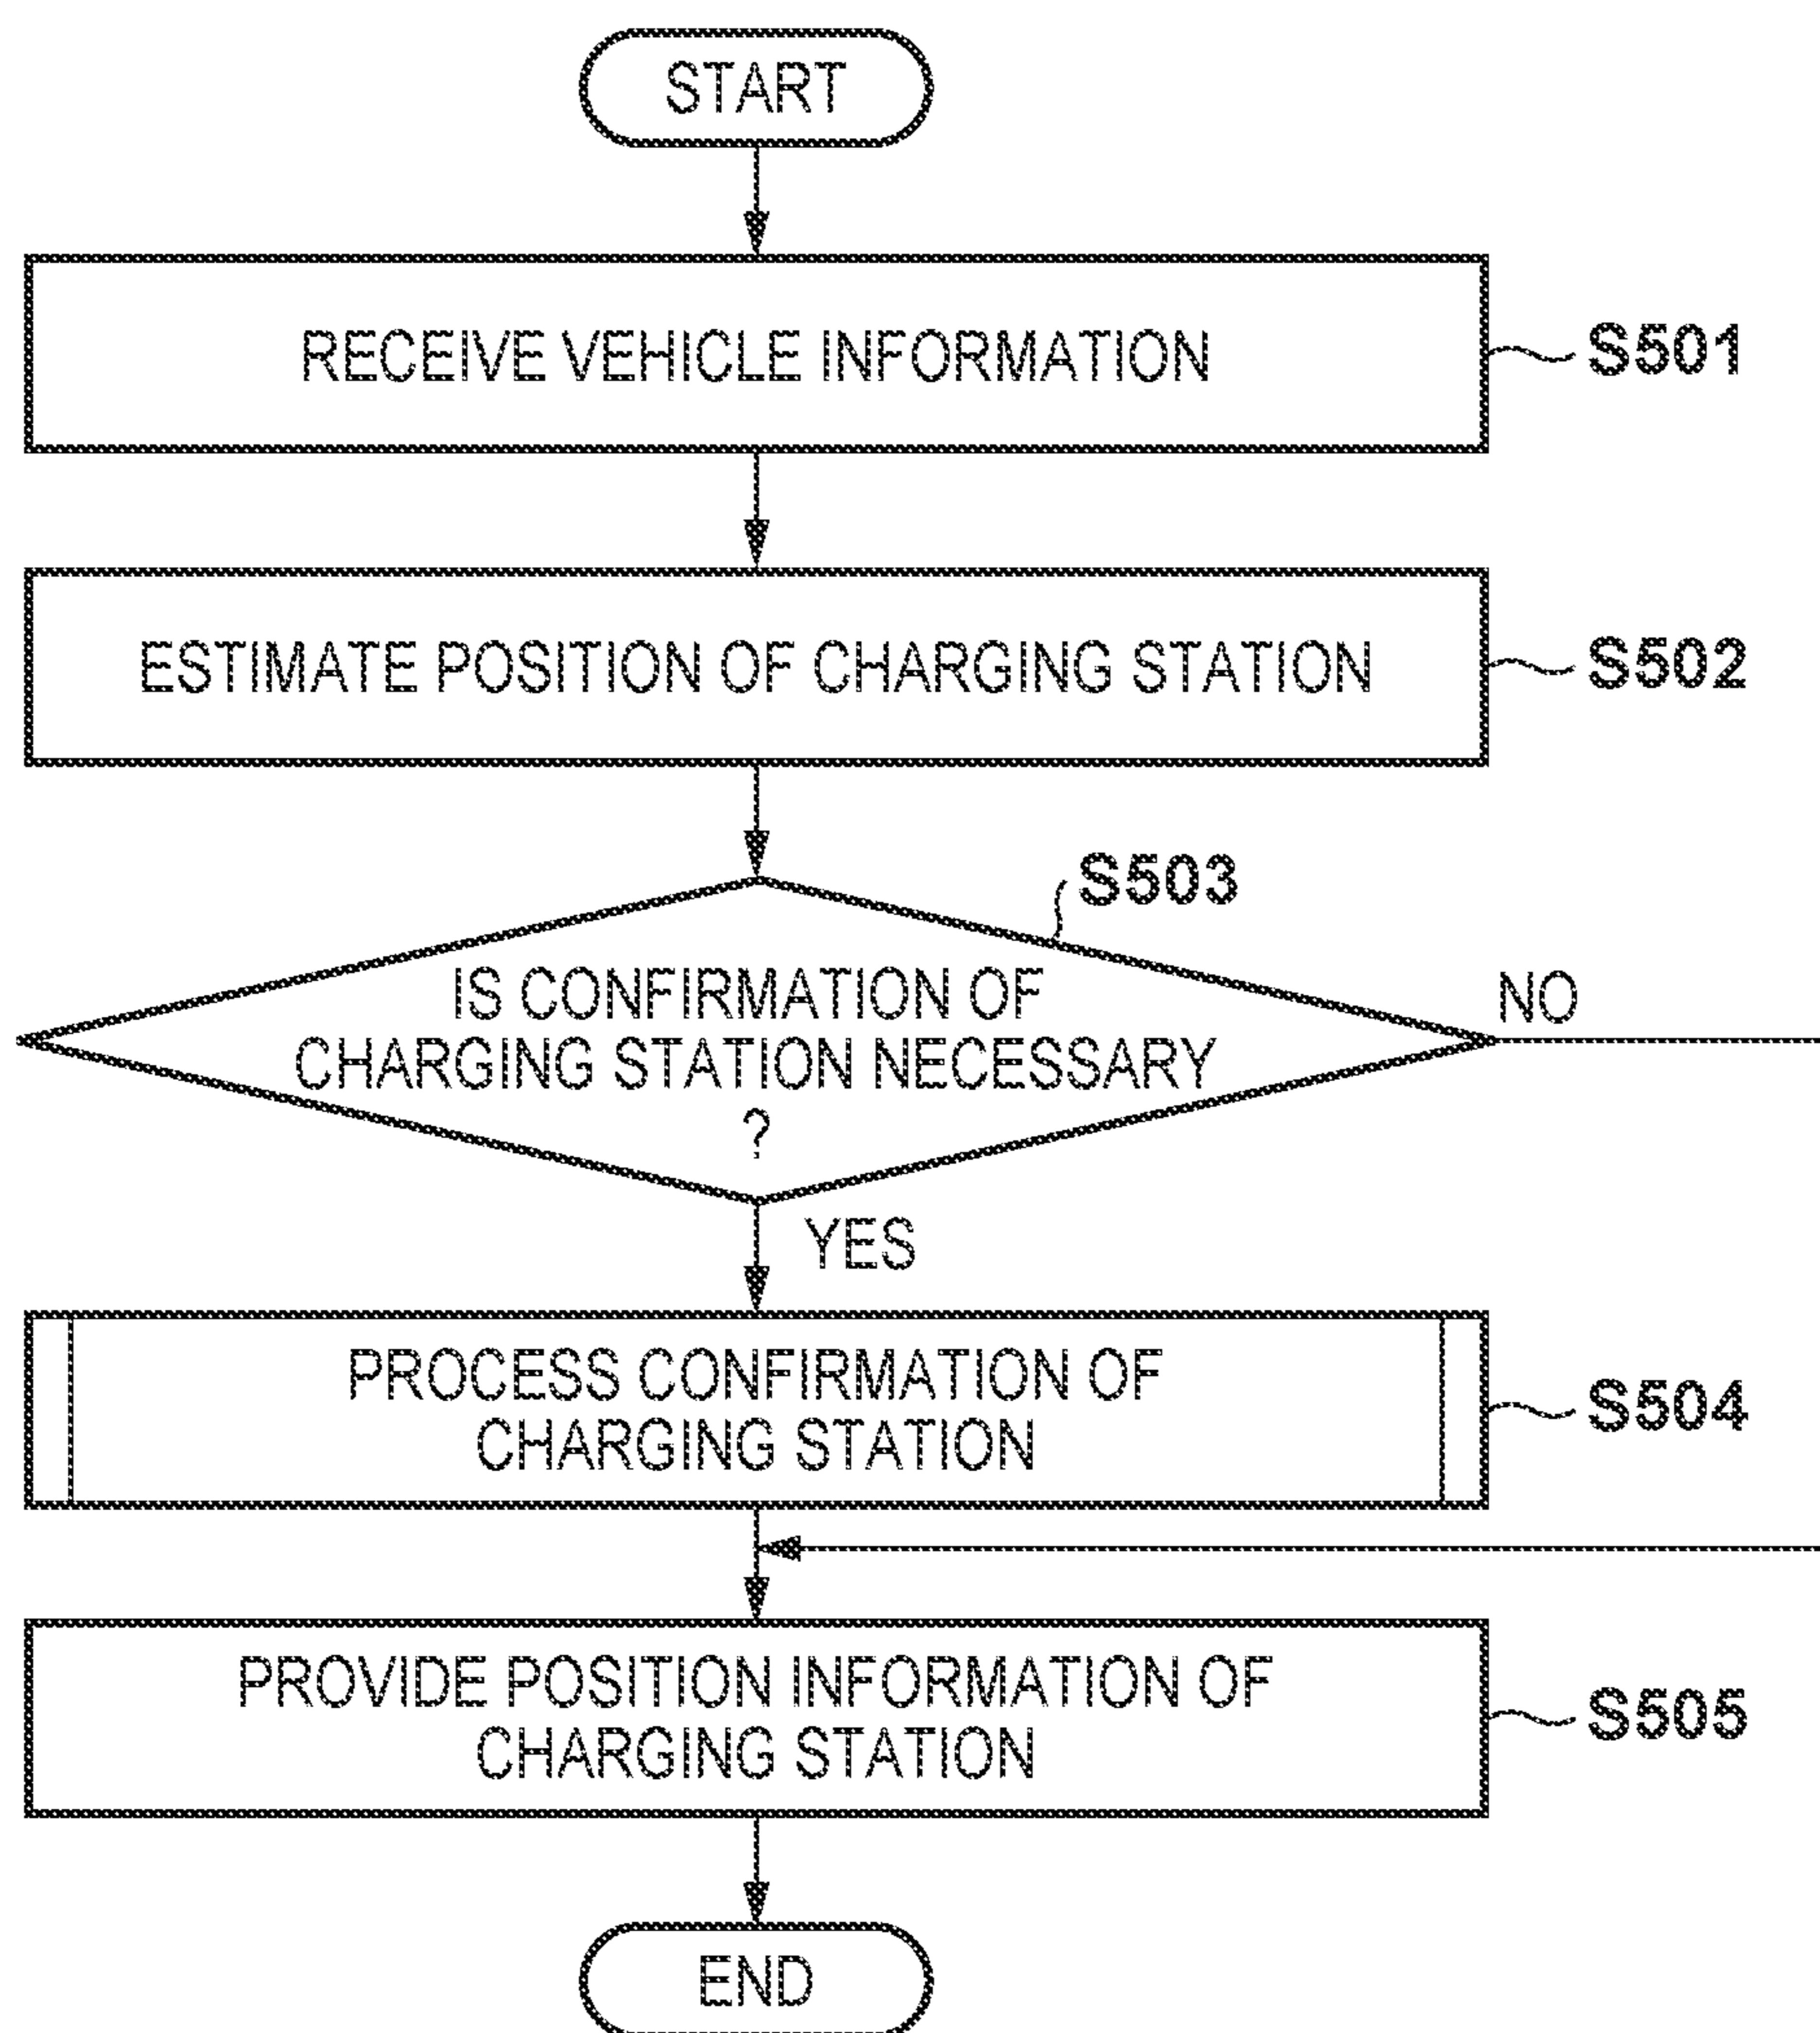 START
RECEIVE VEHICLE INFORMATION
S501
ESTIMATE POSITION OF CHARGING STATION
S502
S503
IS CONFIRMATION OF
CHARGING STATION NECESSARY
?
NO
YES
PROCESS CONFIRMATION OF
CHARGING STATION
S504
PROVIDE POSITION INFORMATION OF
CHARGING STATION
S505
END